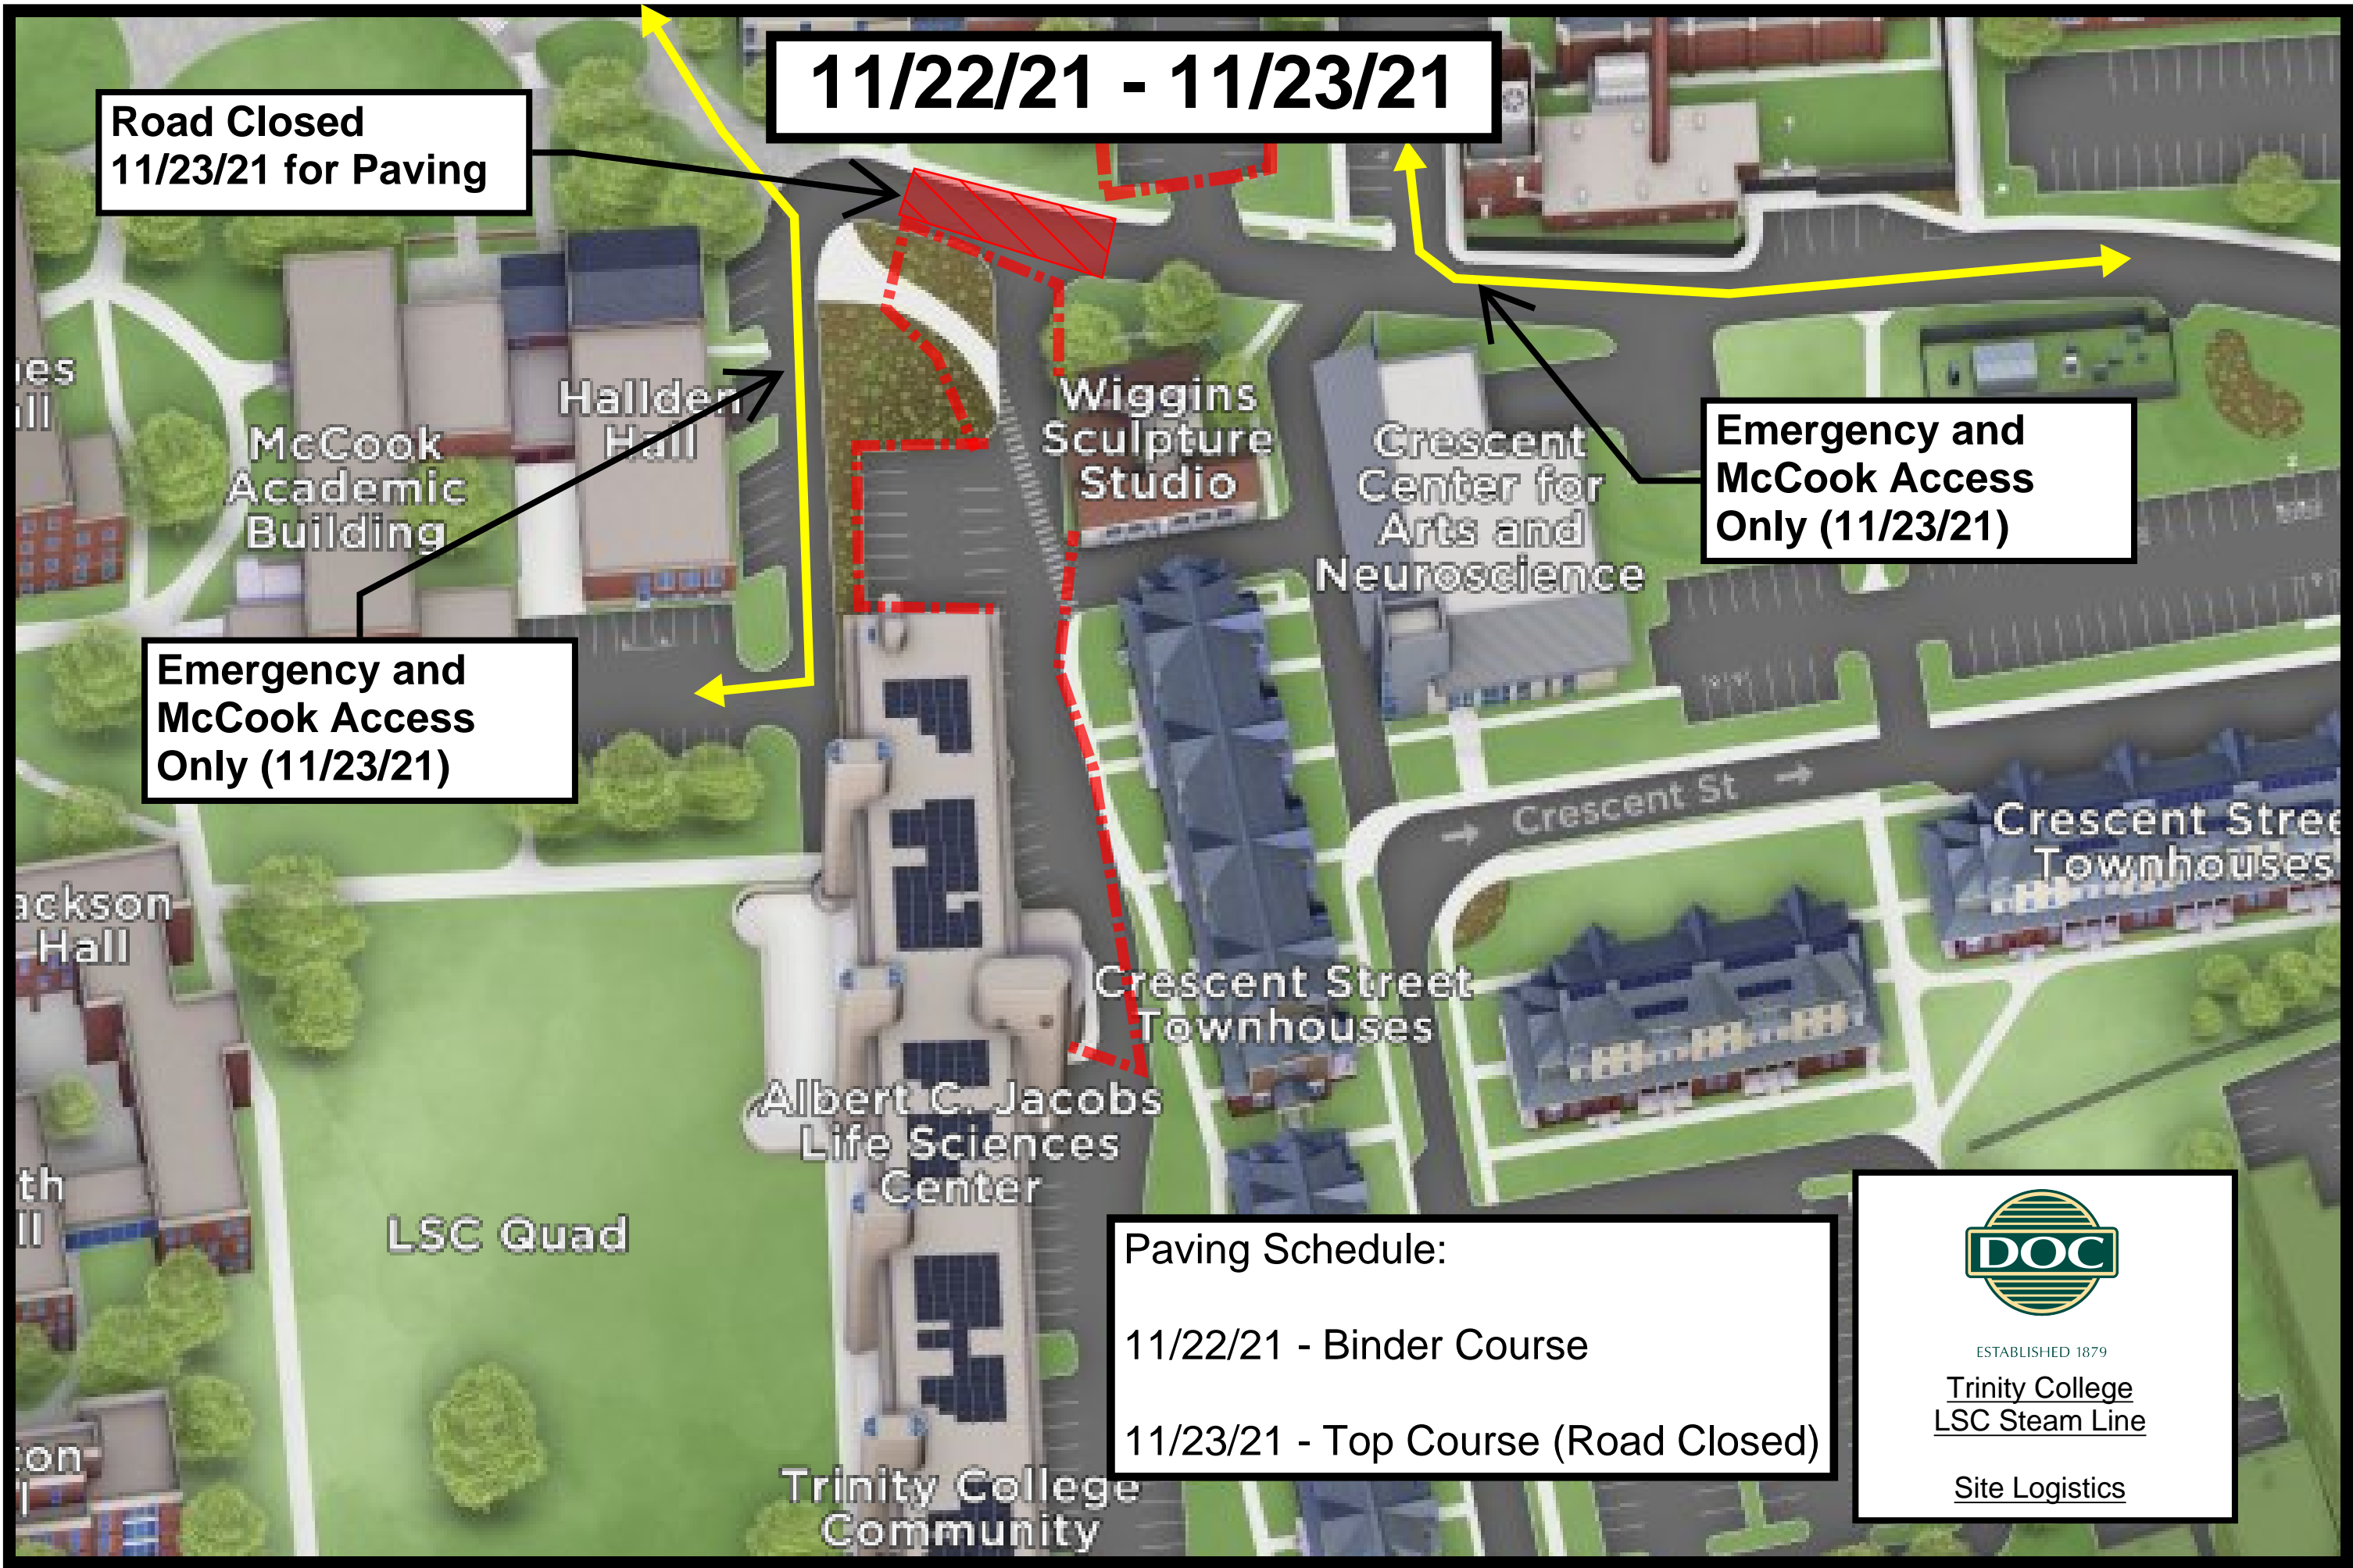 11/22/21 - 11/23/21
Road Closed
11/23/21 for Paving
Hallden
Hall
McCook
Academic
Building
Wiggins
Sculpture
Studio
Crescent
Center for
Arts and
Neuroscience
Emergency and
McCook Access
Only (11/23/21)
Emergency and
McCook Access
Only (11/23/21)
→ Crescent St →
Crescent Stree
Townhouses
ackson
Hall
Crescent Street
Townhouses
Albert C. Jacobs
Life Sciences
Center
LSC Quad
Trinity College
Community
Paving Schedule:
11/22/21 - Binder Course
11/23/21 - Top Course (Road Closed)
DOC
ESTABLISHED 1879
Trinity College
LSC Steam Line
Site Logistics